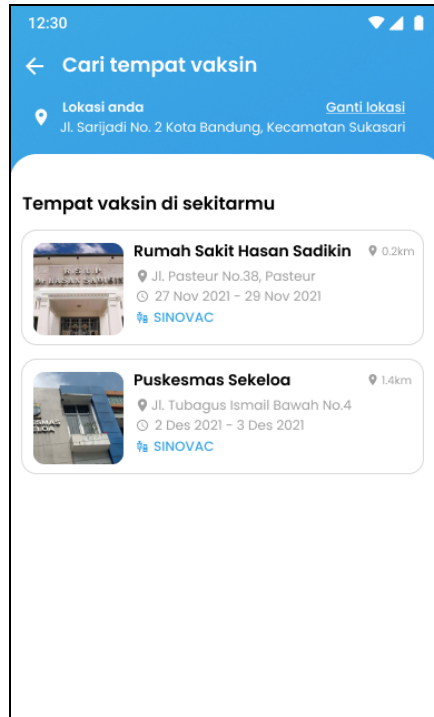 12:30
Cari tempat vaksin
Lokasi anda
Ganti lokasi
Jl. Sarijadi No. 2 Kota Bandung, Kecamatan Sukasari
Tempat vaksin di sekitarmu
Rumah Sakit Hasan Sadikin
0.2km
Jl. Pasteur No.38, Pasteur
27 Nov 2021 - 29 Nov 2021
SINOVAC
Puskesmas Sekeloa
1.4km
Jl. Tubagus Ismail Bawah No.4
2 Des 2021 - 3 Des 2021
SINOVAC